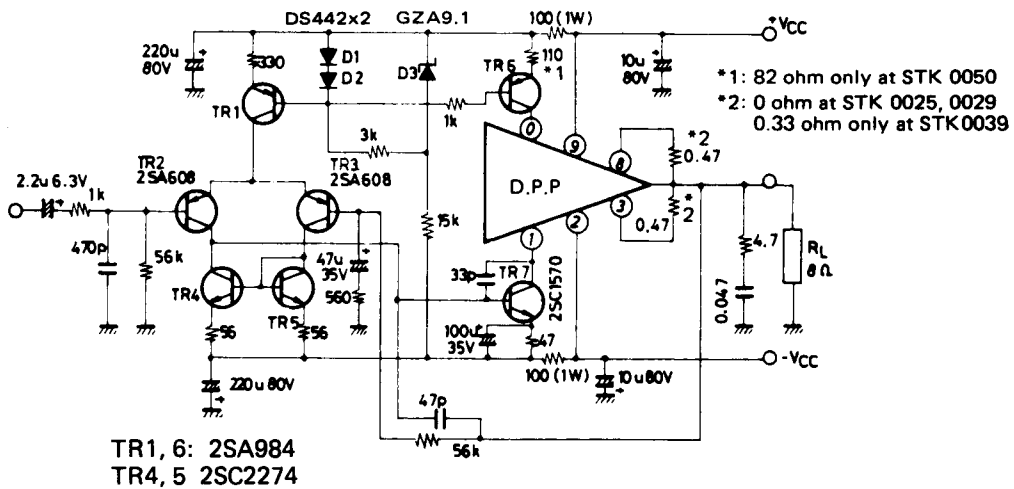 DS442x2 GZA9.1 100 (1W)
+VCC
220u
80V
330
D1
D2
D3
TR6
110
*1
10u
80V
*1: 82 ohm only at STK 0050
*2: 0 ohm at STK 0025, 0029
0.33 ohm only at STK0039
TR1
1k
0
9
8
3k
*2
0.47
TR2
2SA608
TR3
2SA608
D.P.P
2.2u 6.3V
1k
3
*2
0.47
2
1
15k
470p
56k
47u
35V
560
33p
TR7
2SC1570
4.7
0.047
RL
8Ω
TR4
TR5
56
56
100u
35V
47
-VCC
220u 80V
100 (1W)
10u80V
47p
56k
TR1, 6: 2SA984
TR4, 5 2SC2274